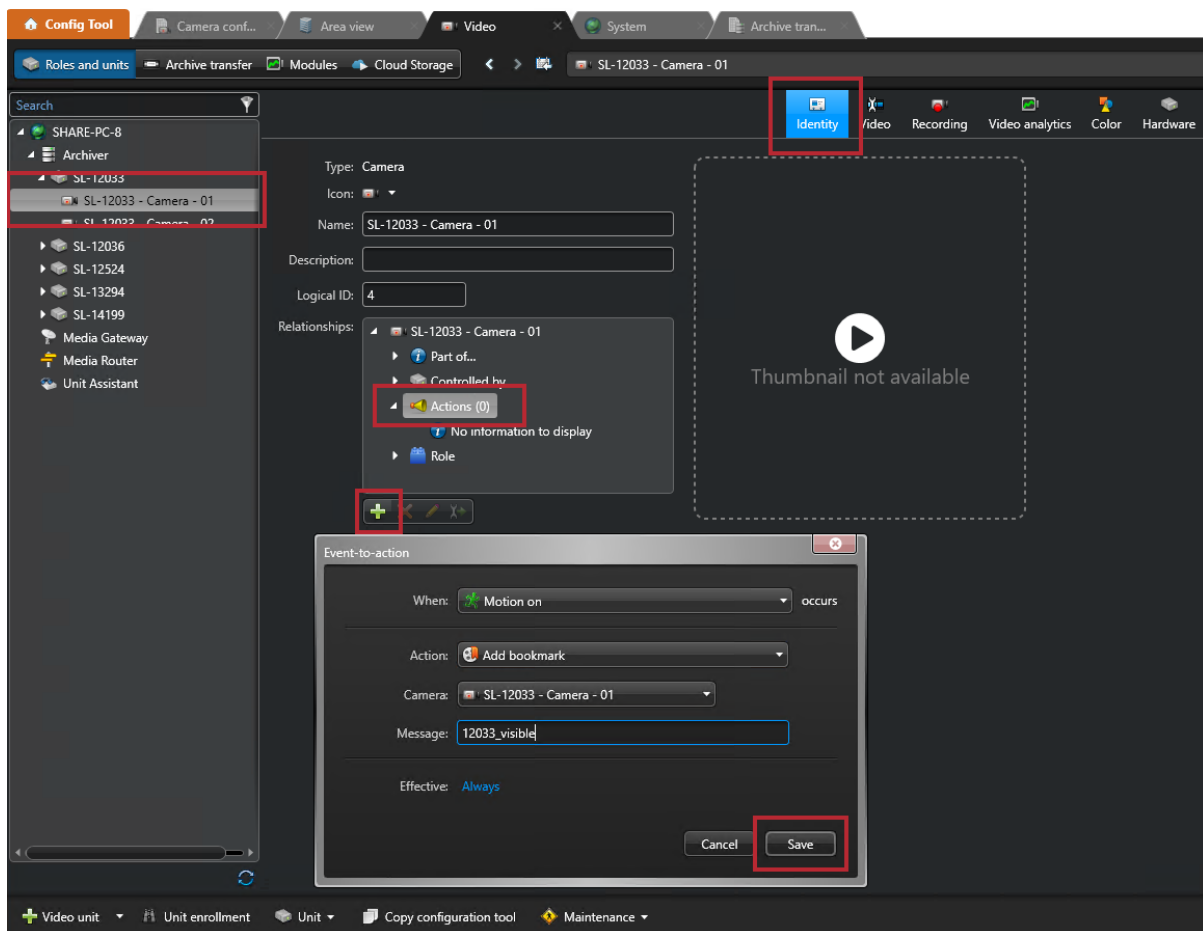 Config Tool
Camera conf...
Area view
Video
System
Archive tran...
Roles and units
Archive transfer
Modules
Cloud Storage
SL-12033 - Camera - 01
Search
SHARE-PC-8
Archiver
SL-12033
SL-12033 - Camera - 01
SL-12033 - Camera - 02
SL-12036
SL-12524
SL-13294
SL-14199
Media Gateway
Media Router
Unit Assistant
Identity
Video
Recording
Video analytics
Color
Hardware
Type: Camera
Icon:
Name: SL-12033 - Camera - 01
Description:
Logical ID: 4
Relationships:
SL-12033 - Camera - 01
Part of...
Controlled by
Actions (0)
No information to display
Role
Thumbnail not available
Event-to-action
When: Motion on occurs
Action: Add bookmark
Camera: SL-12033 - Camera - 01
Message: 12033_visible
Effective: Always
Cancel
Save
Video unit
Unit enrollment
Unit
Copy configuration tool
Maintenance